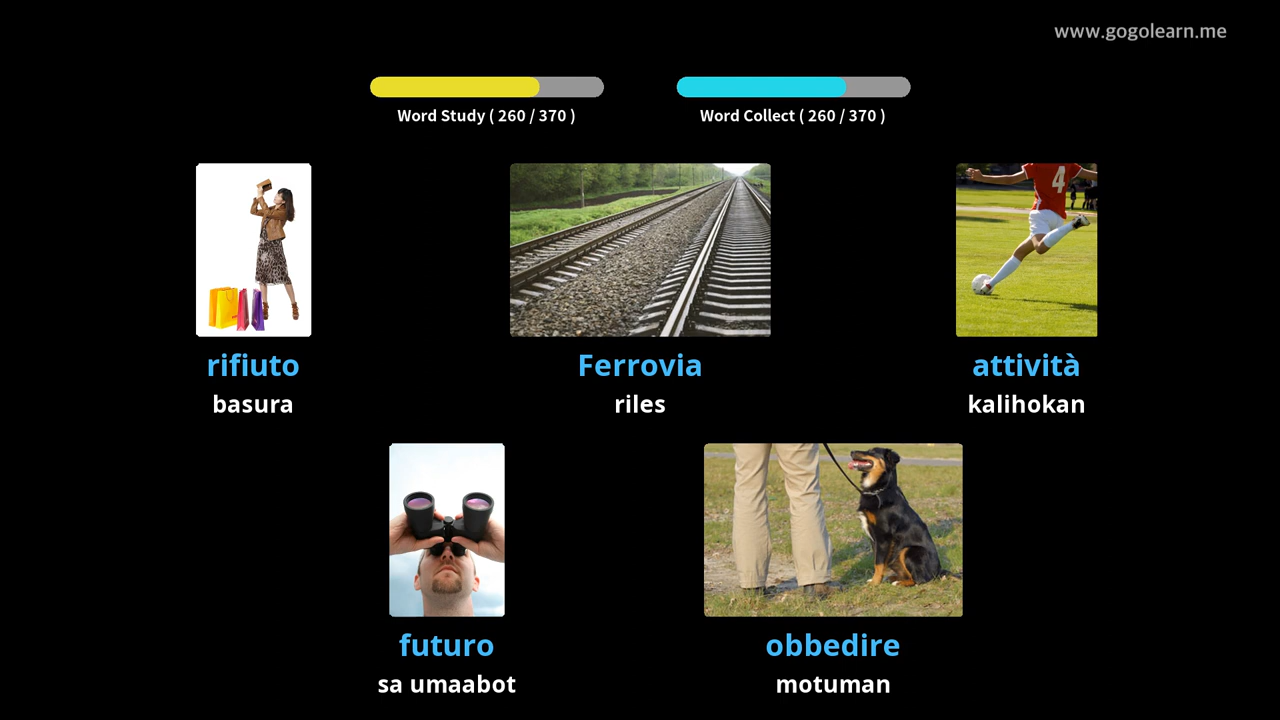 www.gogolearn.me
Word Study ( 260 / 370 )
Word Collect ( 260 / 370 )
4
rifiuto
basura
Ferrovia
riles
attività
kalihokan
futuro
sa umaabot
obbedire
motuman